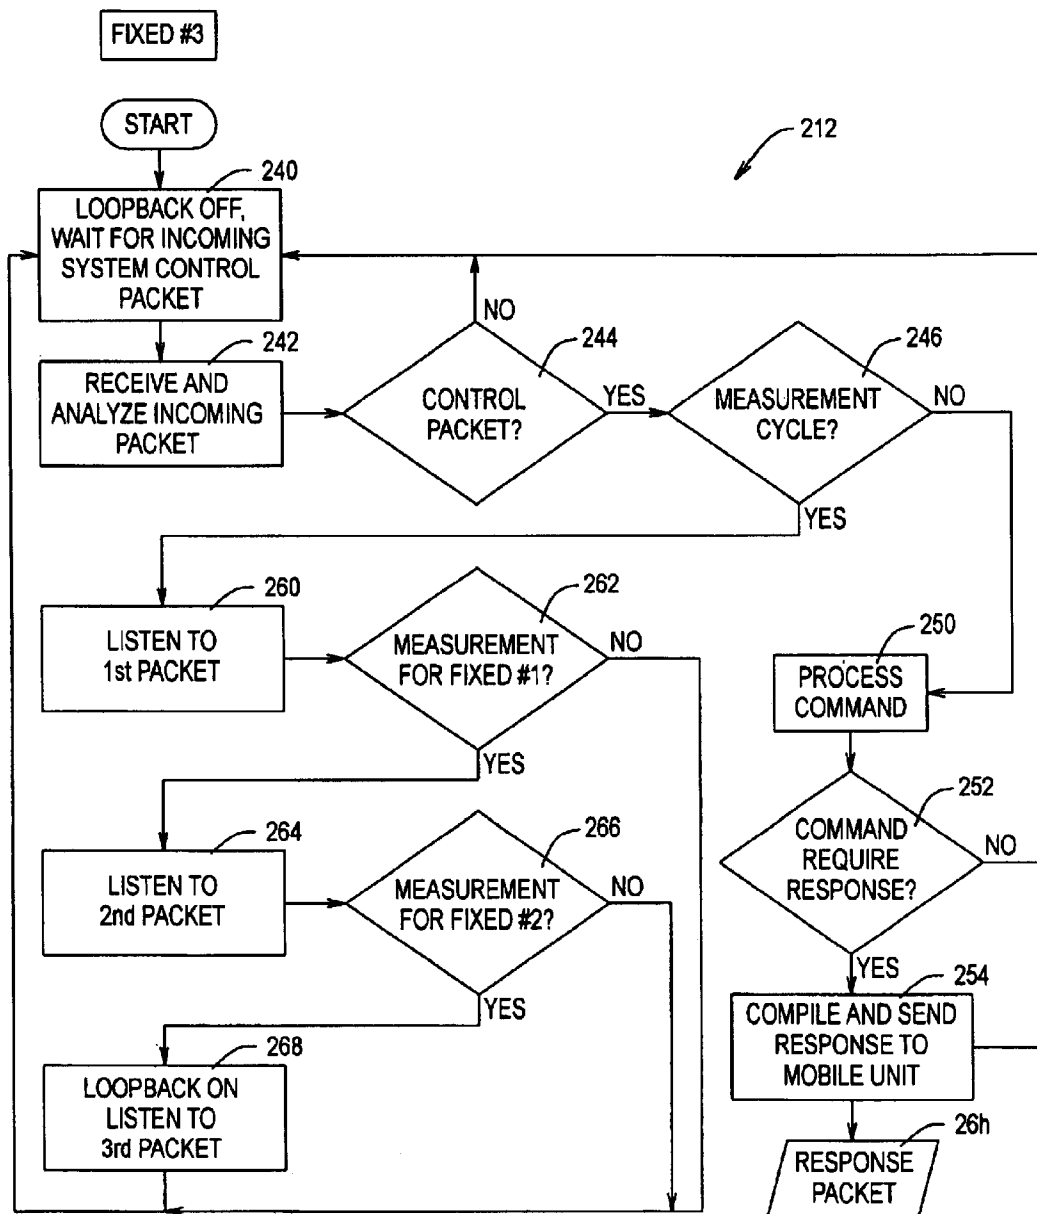 FIXED #3
START
212
240
LOOPBACK OFF,
WAIT FOR INCOMING
SYSTEM CONTROL
PACKET
NO
242
RECEIVE AND
ANALYZE INCOMING
PACKET
244
CONTROL
PACKET?
YES
246
MEASUREMENT
CYCLE?
NO
YES
260
LISTEN TO
1st PACKET
262
MEASUREMENT
FOR FIXED #1?
NO
YES
250
PROCESS
COMMAND
264
LISTEN TO
2nd PACKET
266
MEASUREMENT
FOR FIXED #2?
NO
YES
252
COMMAND
REQUIRE
RESPONSE?
NO
YES
268
LOOPBACK ON
LISTEN TO
3rd PACKET
254
COMPILE AND SEND
RESPONSE TO
MOBILE UNIT
26h
RESPONSE
PACKET